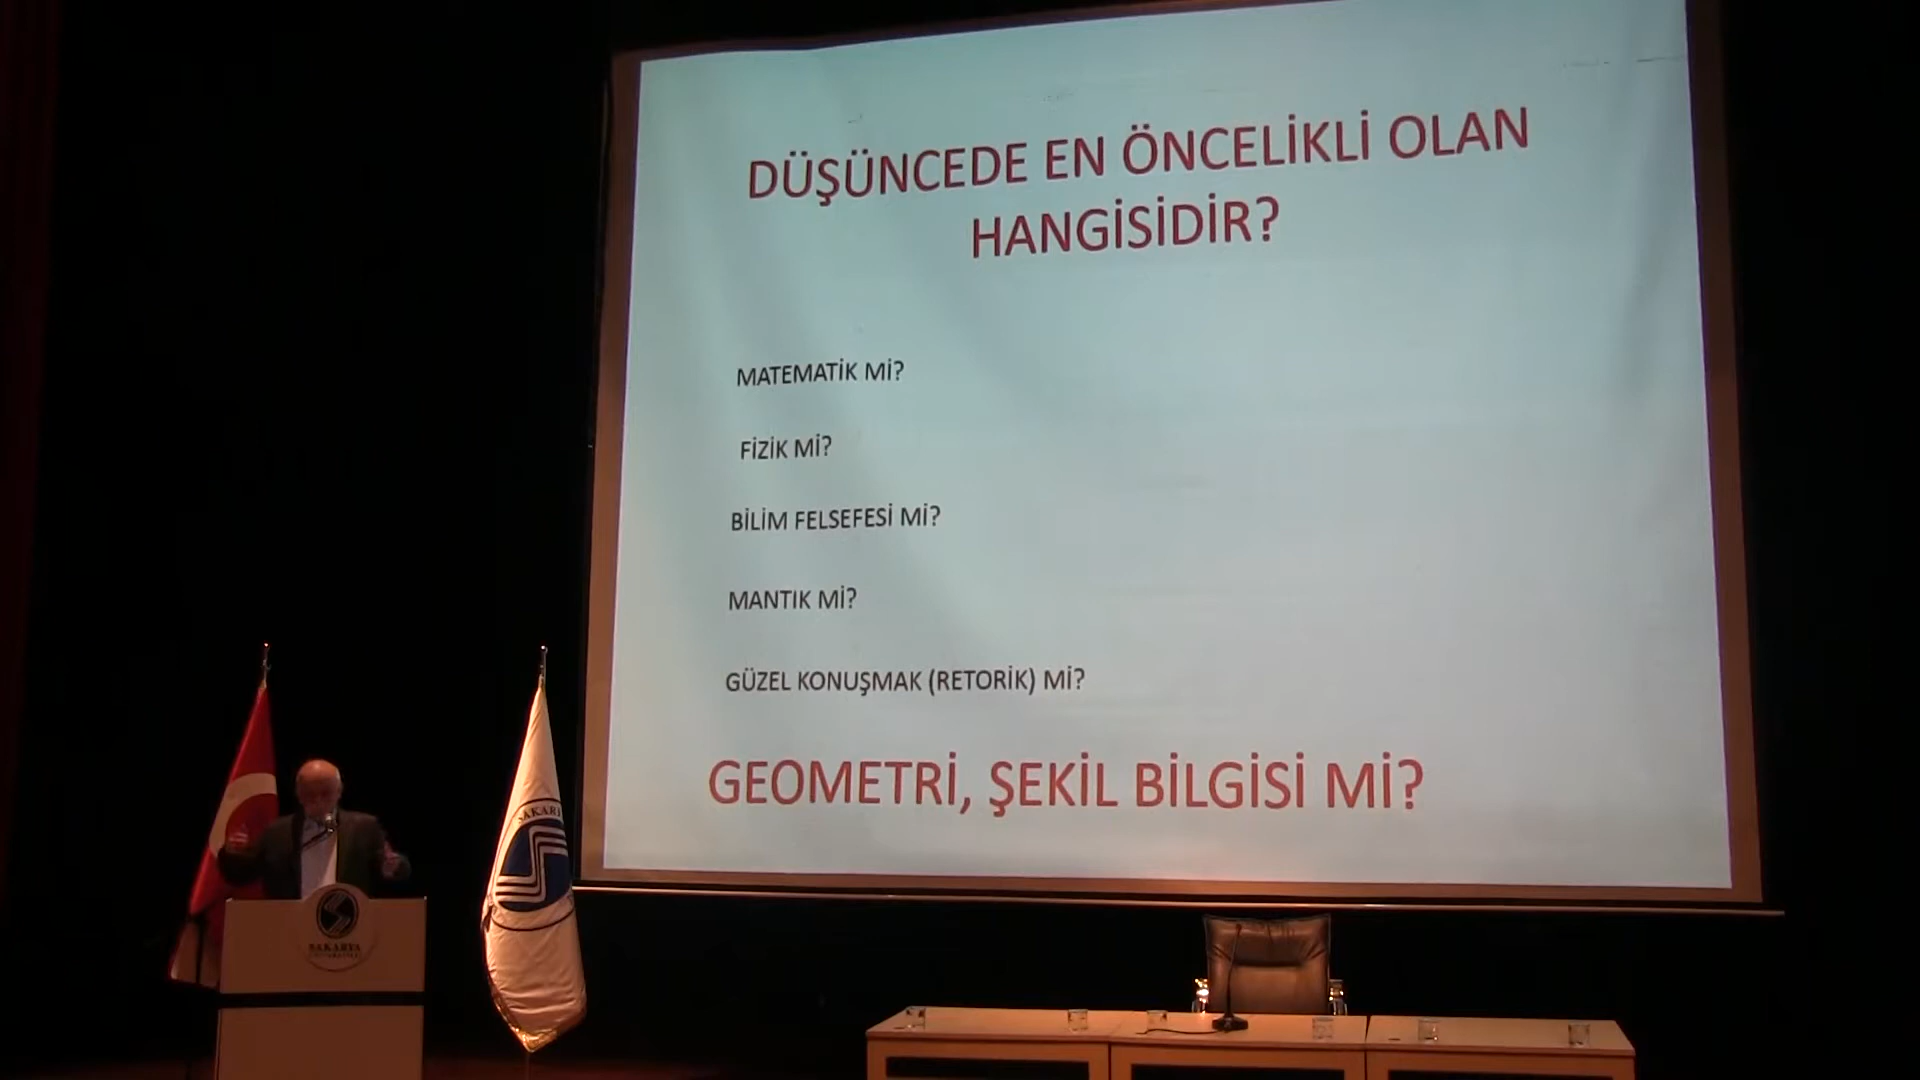 DÜŞÜNCEDE EN ÖNCELİKLİ OLAN
HANGİSİDİR?
MATEMATİK Mİ?
FİZİK Mİ?
BİLİM FELSEFESİ Mİ?
MANTIK Mİ?
GÜZEL KONUŞMAK (RETORİK) Mİ?
GEOMETRİ, ŞEKİL BİLGİSİ Mİ?
SAKARYA